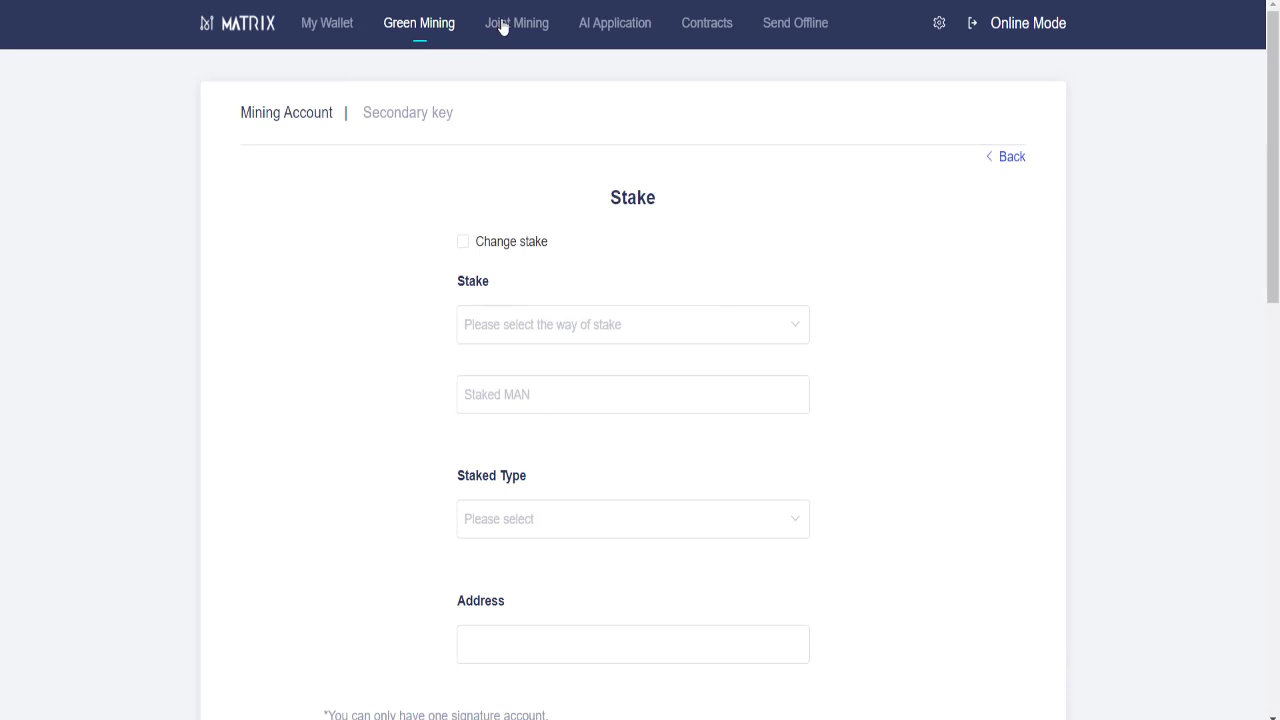 MATRIX My Wallet Green Mining Joint Mining AI Application Contracts Send Offline Online Mode
Mining Account | Secondary key
< Back
Stake
Change stake
Stake
Please select the way of stake
Staked MAN
Staked Type
Please select
Address
*You can only have one signature account.